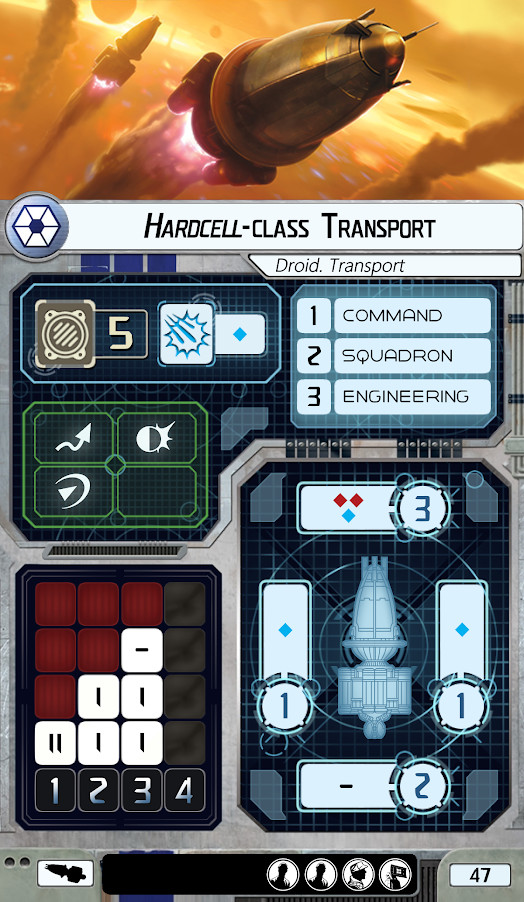 HARDCELL-CLASS TRANSPORT
Droid. Transport
5
1 COMMAND
2 SQUADRON
3 ENGINEERING
3
1
1
- 2
-
I I
II I I
1 2 3 4
47